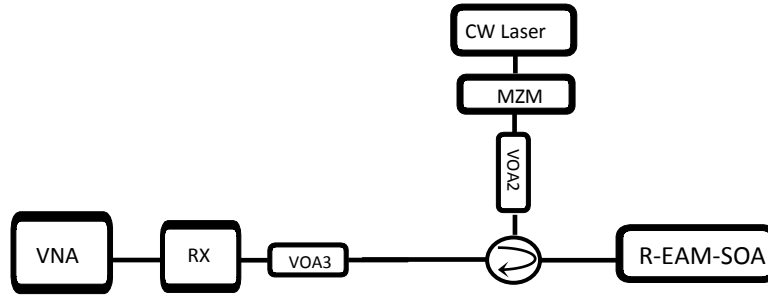 CW Laser
MZM
VOA2
VNA
RX
VOA3
R-EAM-SOA